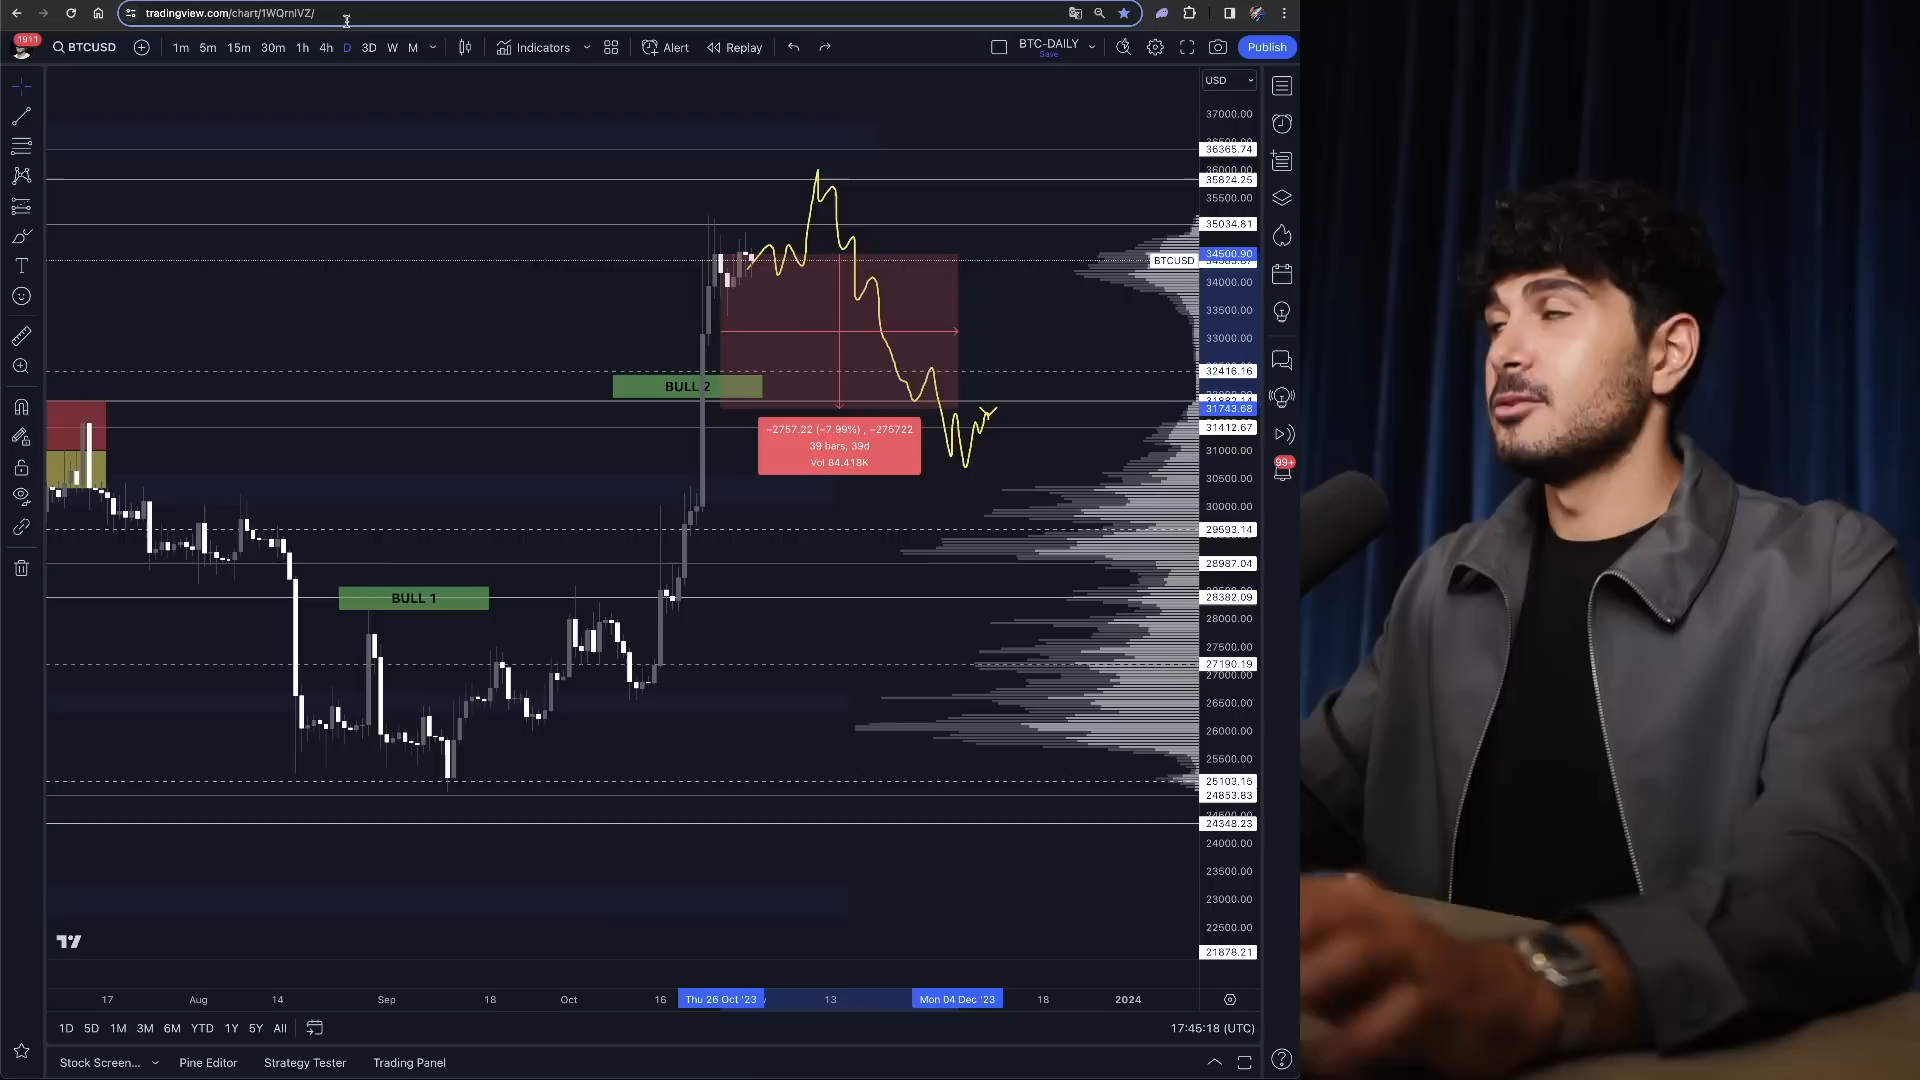 tradingview.com/chart/1WQrnIVZ/
1911
BTCUSD
1m 5m 15m 30m 1h 4h D 3D W M
Indicators
Alert
Replay
BTC-DAILY
Save
Publish
USD
37000.00
36365.74
36000.00
35824.25
35500.00
35034.81
34500.90
BTCUSD
34000.00
33500.00
33000.00
32416.16
BULL 2
31743.68
31412.67
−2757.22 (−7.99%) , −275722
39 bars, 39d
Vol 84.418K
99+
31000.00
30500.00
30000.00
29593.14
28987.04
BULL 1
28382.09
28000.00
27500.00
27190.19
27000.00
26500.00
26000.00
25500.00
25103.15
24853.83
24348.23
24000.00
23500.00
23000.00
22500.00
21878.21
17 Aug 14 Sep 18 Oct 16 Thu 26 Oct '23 13 Mon 04 Dec '23 18 2024
1D 5D 1M 3M 6M YTD 1Y 5Y All
17:45:18 (UTC)
Stock Screen... Pine Editor Strategy Tester Trading Panel